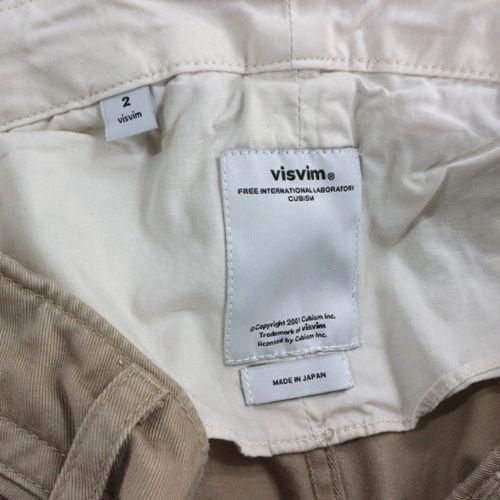 2
visvim
visvim®
FREE INTERNATIONAL LABORATORY
CUBISM
©Copyright 2001 Cubism Inc.
Trademark of visvim
licensed by Cubism Inc.
MADE IN JAPAN